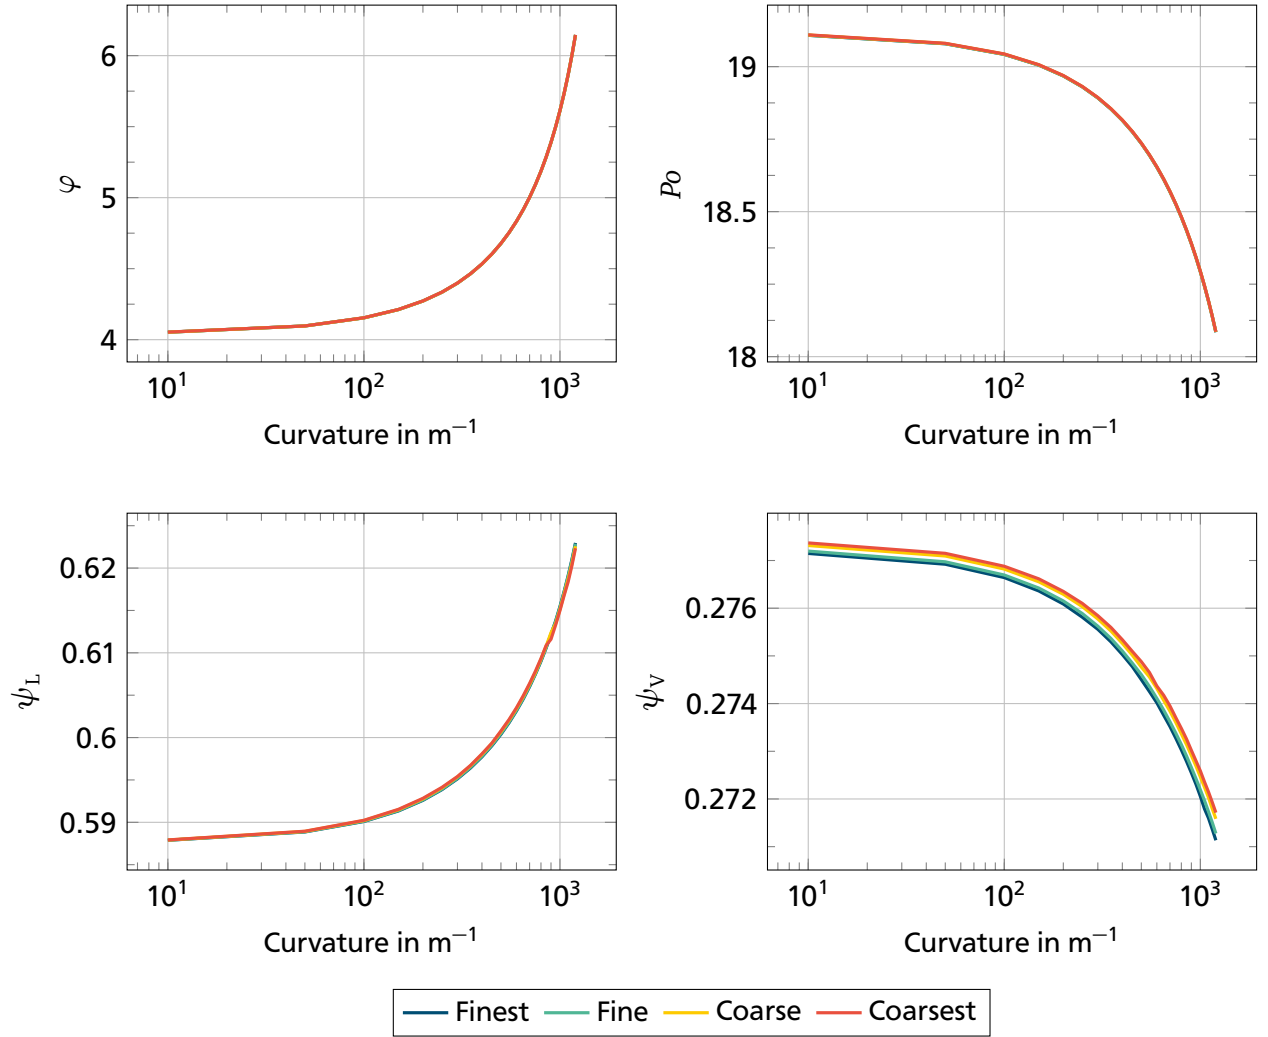 6
5
4
φ
10¹ 10² 10³
Curvature in m⁻¹
19
18.5
18
Po
10¹ 10² 10³
Curvature in m⁻¹
0.62
0.61
0.6
0.59
ψL
10¹ 10² 10³
Curvature in m⁻¹
0.276
0.274
0.272
ψV
10¹ 10² 10³
Curvature in m⁻¹
Finest Fine Coarse Coarsest